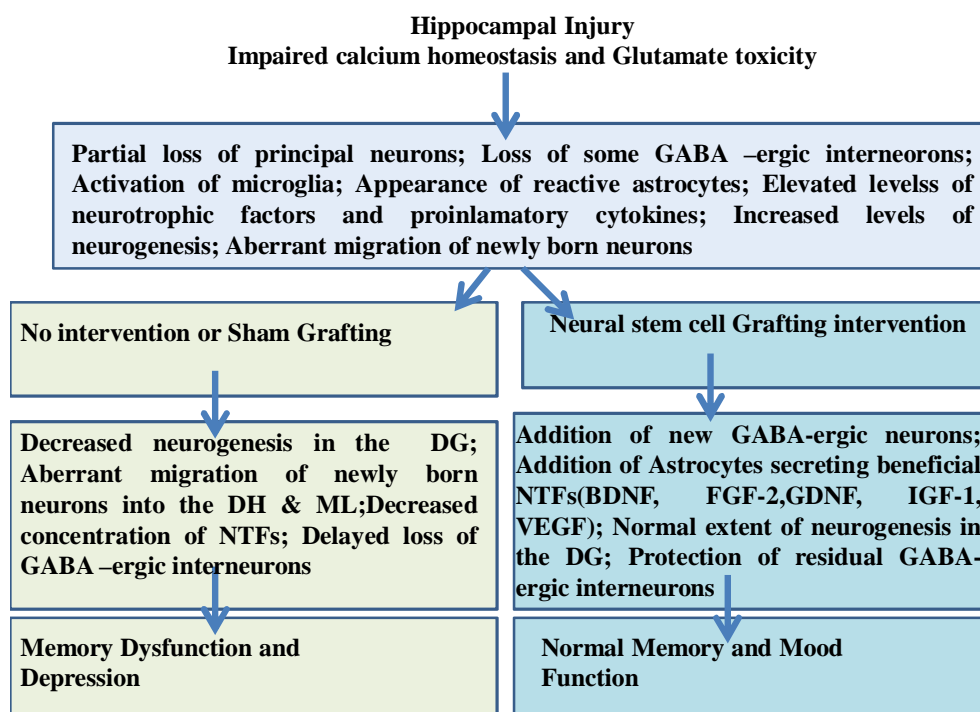 Hippocampal Injury
Impaired calcium homeostasis and Glutamate toxicity
Partial loss of principal neurons; Loss of some GABA –ergic interneorons;
Activation of microglia; Appearance of reactive astrocytes; Elevated levelss of
neurotrophic factors and proinlamatory cytokines; Increased levels of
neurogenesis; Aberrant migration of newly born neurons
No intervention or Sham Grafting
Neural stem cell Grafting intervention
Decreased neurogenesis in the DG;
Aberrant migration of newly born
neurons into the DH & ML;Decreased
concentration of NTFs; Delayed loss of
GABA –ergic interneurons
Addition of new GABA-ergic neurons;
Addition of Astrocytes secreting beneficial
NTFs(BDNF, FGF-2,GDNF, IGF-1,
VEGF); Normal extent of neurogenesis in
the DG; Protection of residual GABA-
ergic interneurons
Memory Dysfunction and
Depression
Normal Memory and Mood
Function